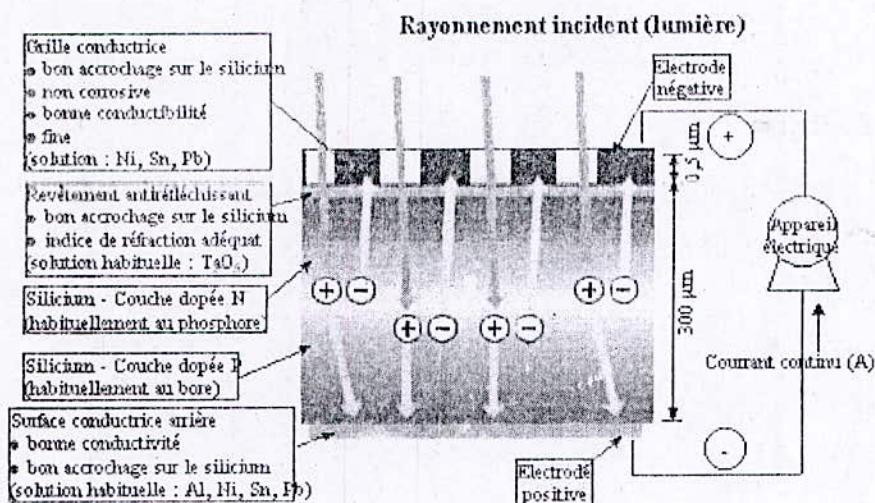 Rayonnement incident (lumière)
Grille conductrice
bon accrochage sur le silicium
non corrosive
bonne conductibilité
fine
(solution : Ni, Sn, Pb)
Revêtement antiréfléchissant
bon accrochage sur le silicium
indice de réfraction adéquat
(solution habituelle : TaO₄)
Silicium - Couche dopée N
(habituellement au phosphore)
Silicium - Couche dopée P
(habituellement au bore)
Surface conductrice arrière
bonne conductivité
bon accrochage sur le silicium
(solution habituelle : Al, Ni, Sn, Pb)
Electrode
négative
0,5 µm
300 µm
+
Appareil
électrique
Courrant continu (A)
-
Electrode
positive
+ -
+ -
+ -
+ -